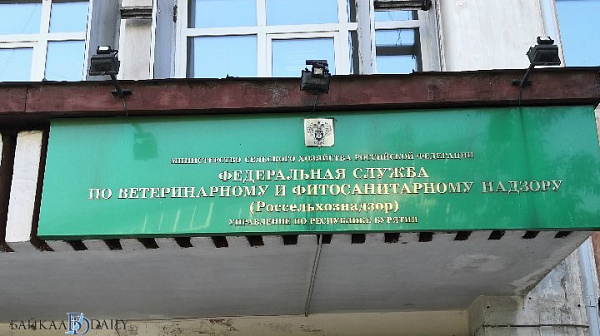 МИНИСТЕРСТВО СЕЛЬСКОГО ХОЗЯЙСТВА РОССИЙСКОЙ ФЕДЕРАЦИИ
ФЕДЕРАЛЬНАЯ СЛУЖБА
ПО ВЕТЕРИНАРНОМУ И ФИТОСАНИТАРНОМУ НАДЗОРУ
(Россельхознадзор)
УПРАВЛЕНИЕ ПО РЕСПУБЛИКЕ БУРЯТИЯ
БАЙКАЛ DAILY